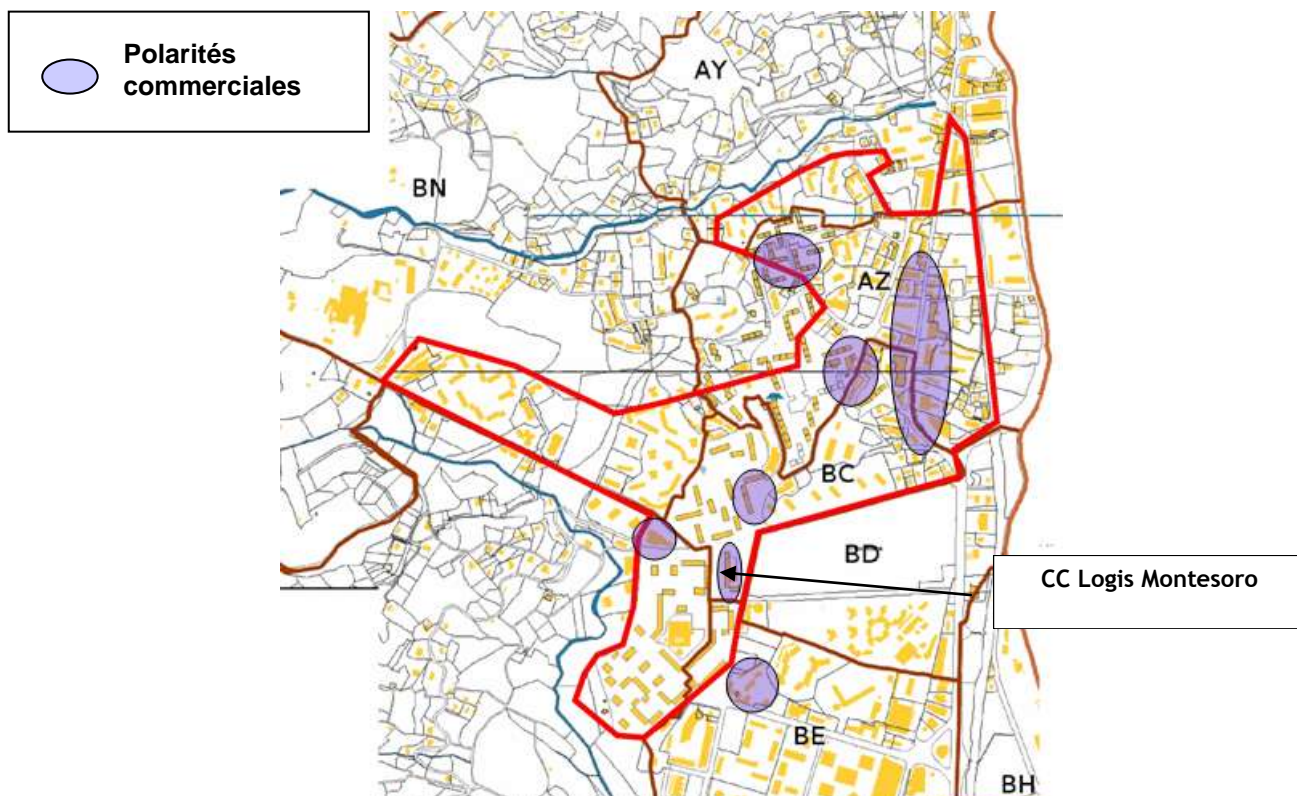 Polarités
commerciales
AY
BN
AZ
BC
BD
CC Logis Montesoro
BE
BH